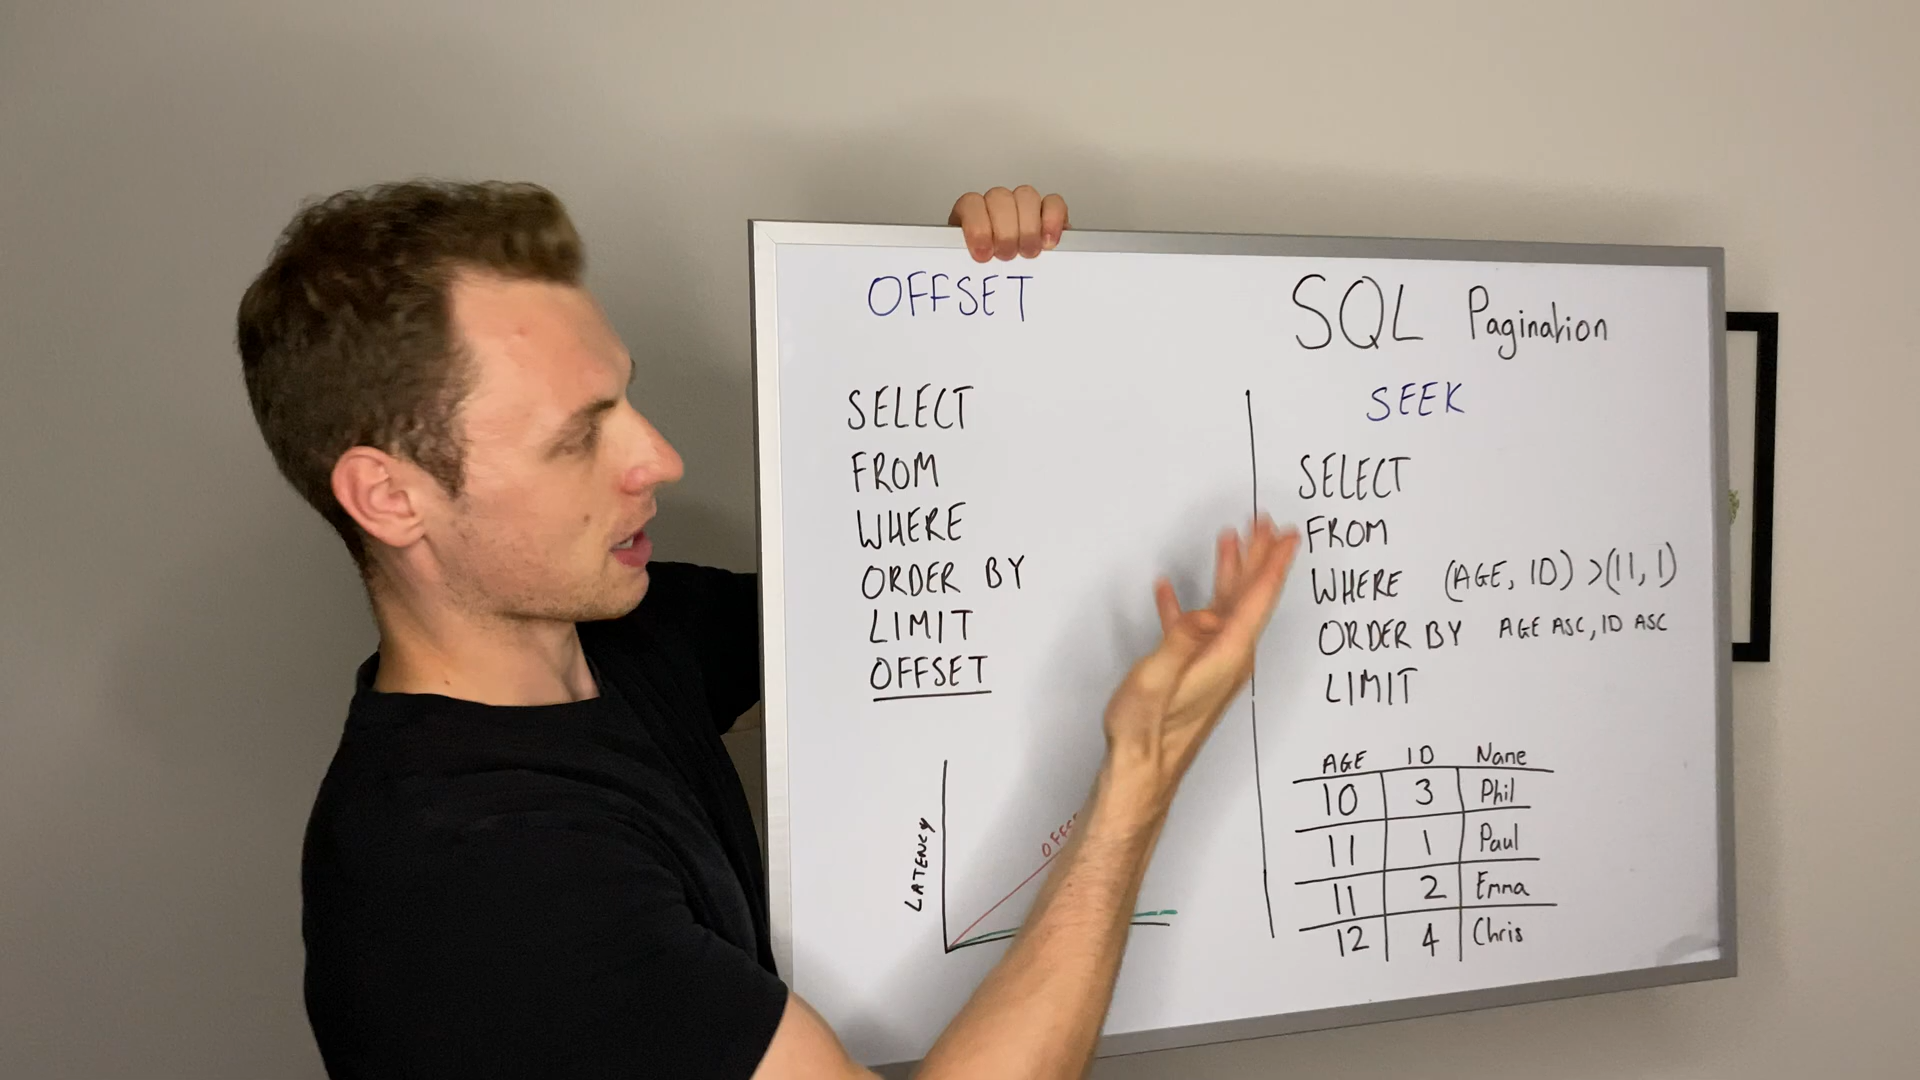 OFFSET
SELECT
FROM
WHERE
ORDER BY
LIMIT
OFFSET
LATENCY
SQL Pagination
SEEK
SELECT
FROM
WHERE (AGE, ID) >(11, 1)
ORDER BY AGE ASC, ID ASC
LIMIT
AGE ID Name
10 3 Phil
11 1 Paul
11 2 Emma
12 4 Chris